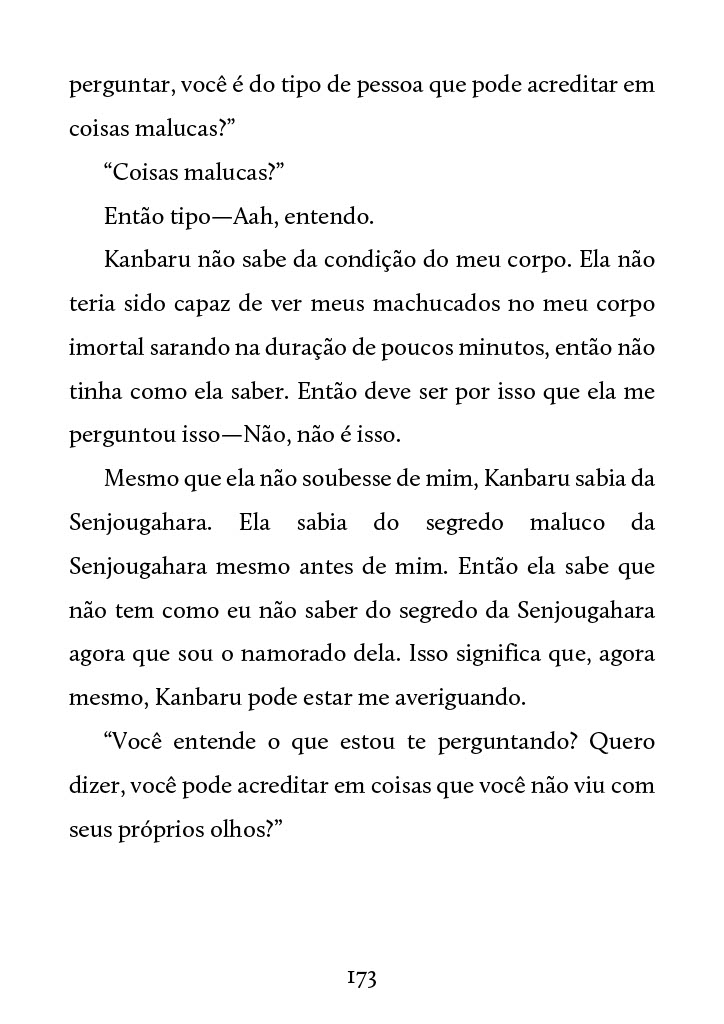 perguntar, você é do tipo de pessoa que pode acreditar em
coisas malucas?”
“Coisas malucas?”
Então tipo—Aah, entendo.
Kanbaru não sabe da condição do meu corpo. Ela não
teria sido capaz de ver meus machucados no meu corpo
imortal sarando na duração de poucos minutos, então não
tinha como ela saber. Então deve ser por isso que ela me
perguntou isso—Não, não é isso.
Mesmo que ela não soubesse de mim, Kanbaru sabia da
Senjougahara. Ela sabia do segredo maluco da
Senjougahara mesmo antes de mim. Então ela sabe que
não tem como eu não saber do segredo da Senjougahara
agora que sou o namorado dela. Isso significa que, agora
mesmo, Kanbaru pode estar me averiguando.
“Você entende o que estou te perguntando? Quero
dizer, você pode acreditar em coisas que você não viu com
seus próprios olhos?”
173